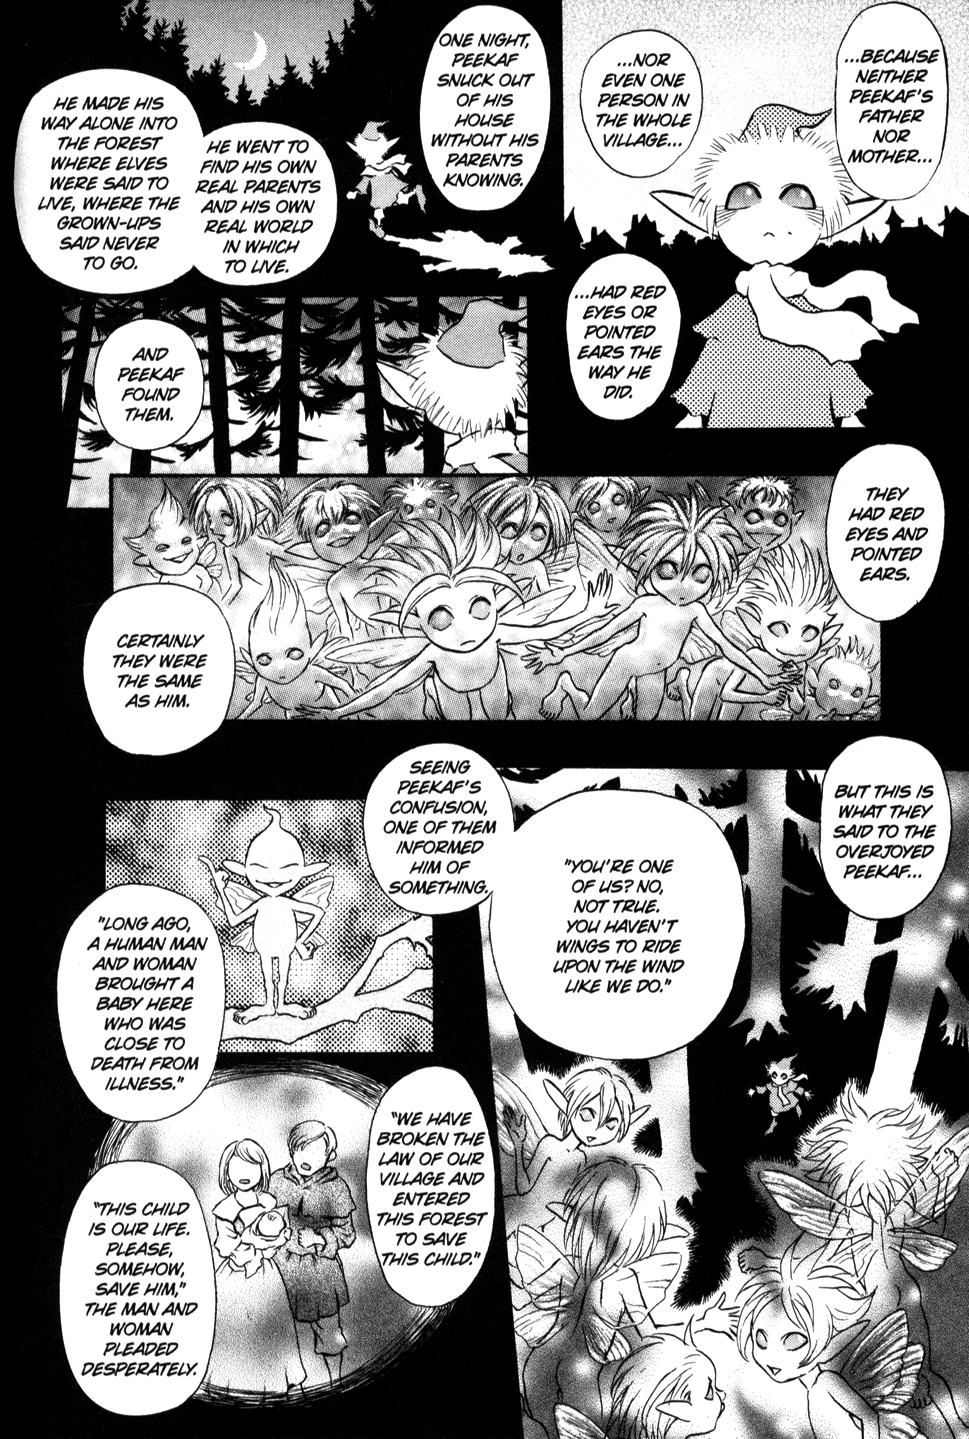 ...BECAUSE
NEITHER
PEEKAF'S
FATHER
NOR
MOTHER...
...NOR
EVEN ONE
PERSON IN
THE WHOLE
VILLAGE...
...HAD RED
EYES OR
POINTED
EARS THE
WAY HE
DID.
ONE NIGHT,
PEEKAF
SNUCK OUT
OF HIS
HOUSE
WITHOUT HIS
PARENTS
KNOWING.
HE WENT TO
FIND HIS OWN
REAL PARENTS
AND HIS OWN
REAL WORLD
IN WHICH
TO LIVE.
HE MADE HIS
WAY ALONE INTO
THE FOREST
WHERE ELVES
WERE SAID TO
LIVE, WHERE THE
GROWN-UPS
SAID NEVER
TO GO.
AND
PEEKAF
FOUND
THEM.
THEY
HAD RED
EYES AND
POINTED
EARS.
CERTAINLY
THEY WERE
THE SAME
AS HIM.
BUT THIS IS
WHAT THEY
SAID TO THE
OVERJOYED
PEEKAF...
"YOU'RE ONE
OF US? NO,
NOT TRUE.
YOU HAVEN'T
WINGS TO RIDE
UPON THE WIND
LIKE WE DO."
SEEING
PEEKAF'S
CONFUSION,
ONE OF THEM
INFORMED
HIM OF
SOMETHING.
"LONG AGO,
A HUMAN MAN
AND WOMAN
BROUGHT A
BABY HERE
WHO WAS
CLOSE TO
DEATH FROM
ILLNESS."
"WE HAVE
BROKEN THE
LAW OF OUR
VILLAGE AND
ENTERED
THIS FOREST
TO SAVE
THIS CHILD."
"THIS CHILD
IS OUR LIFE.
PLEASE,
SOMEHOW,
SAVE HIM,"
THE MAN AND
WOMAN
PLEADED
DESPERATELY.